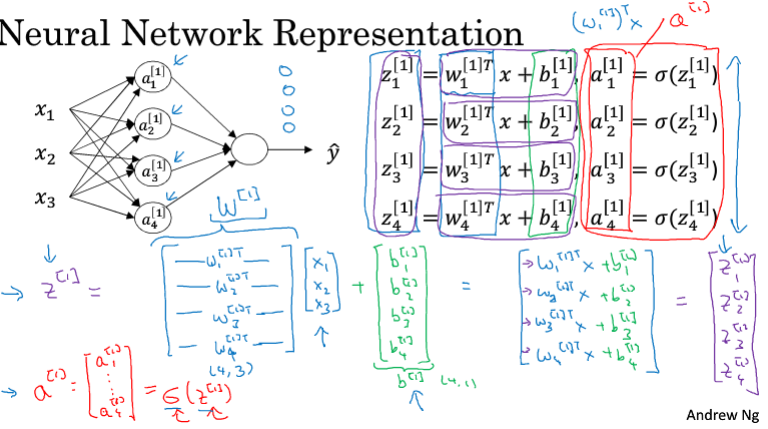 Neural Network Representation
(w₁^[1])ᵀ x
a^[1]
x₁
x₂
x₃
a₁^[1]
a₂^[1]
a₃^[1]
a₄^[1]
ŷ
z₁^[1] = w₁^[1]T x + b₁^[1], a₁^[1] = σ(z₁^[1])
z₂^[1] = w₂^[1]T x + b₂^[1], a₂^[1] = σ(z₂^[1])
z₃^[1] = w₃^[1]T x + b₃^[1], a₃^[1] = σ(z₃^[1])
z₄^[1] = w₄^[1]T x + b₄^[1], a₄^[1] = σ(z₄^[1])
W^[1]
→ z^[1] = [ — w₁^[1]T — — w₂^[1]T — — w₃^[1]T — — w₄^[1]T — ] [ x₁ x₂ x₃ ] + [ b₁^[1] b₂^[1] b₃^[1] b₄^[1] ] = [ → w₁^[1]T x + b₁^[1] → w₂^[1]T x + b₂^[1] → w₃^[1]T x + b₃^[1] → w₄^[1]T x + b₄^[1] ] = [ z₁^[1] z₂^[1] z₃^[1] z₄^[1] ]
(4,3)
b^[1] (4,1)
→ a^[1] = [ a₁^[1] ⋮ a₄^[1] ] = σ(z^[1])
Andrew Ng